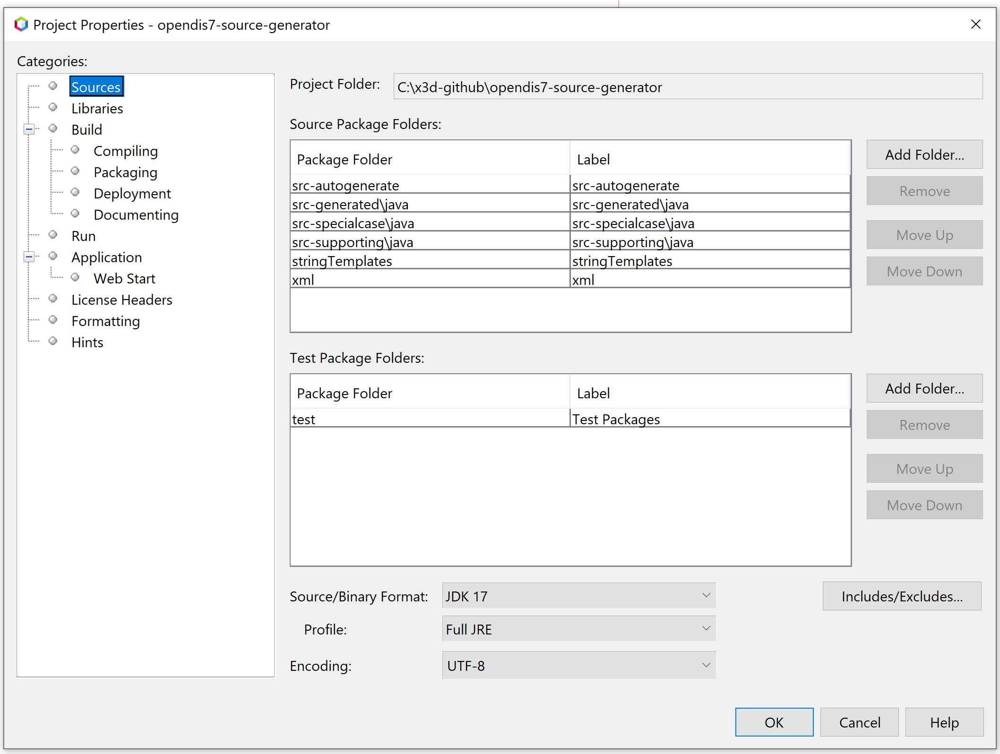 Project Properties - opendis7-source-generator
Categories:
Sources
Libraries
Build
Compiling
Packaging
Deployment
Documenting
Run
Application
Web Start
License Headers
Formatting
Hints
Project Folder: C:\x3d-github\opendis7-source-generator
Source Package Folders:
Package Folder Label
src-autogenerate src-autogenerate
src-generated\java src-generated\java
src-specialcase\java src-specialcase\java
src-supporting\java src-supporting\java
stringTemplates stringTemplates
xml xml
Add Folder...
Remove
Move Up
Move Down
Test Package Folders:
Package Folder Label
test Test Packages
Add Folder...
Remove
Move Up
Move Down
Source/Binary Format: JDK 17 Includes/Excludes...
Profile: Full JRE
Encoding: UTF-8
OK Cancel Help